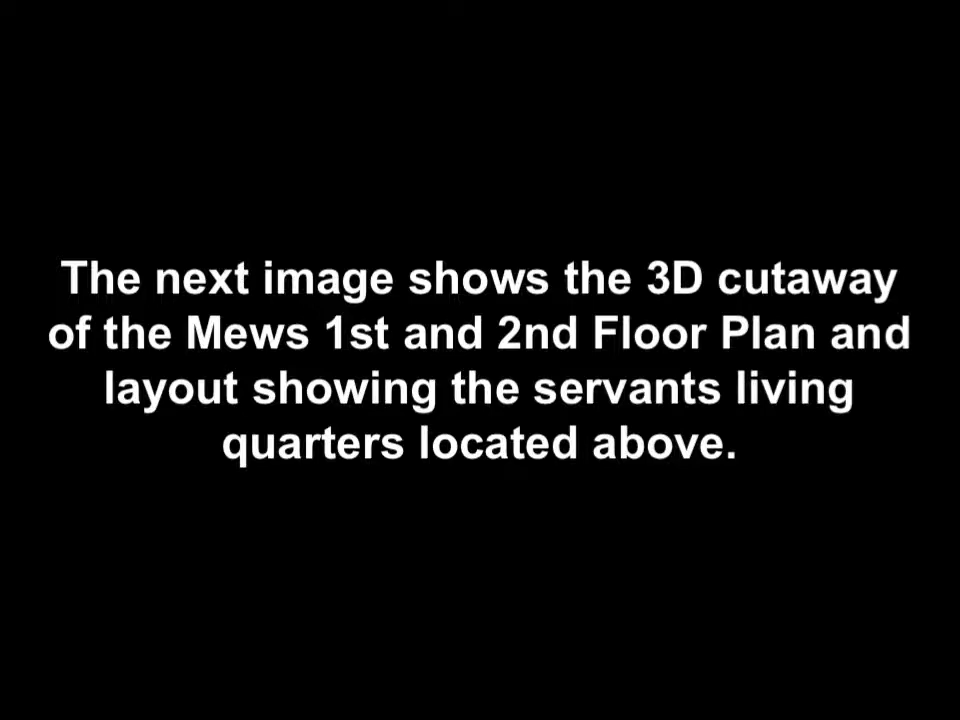 The next image shows the 3D cutaway
of the Mews 1st and 2nd Floor Plan and
layout showing the servants living
quarters located above.